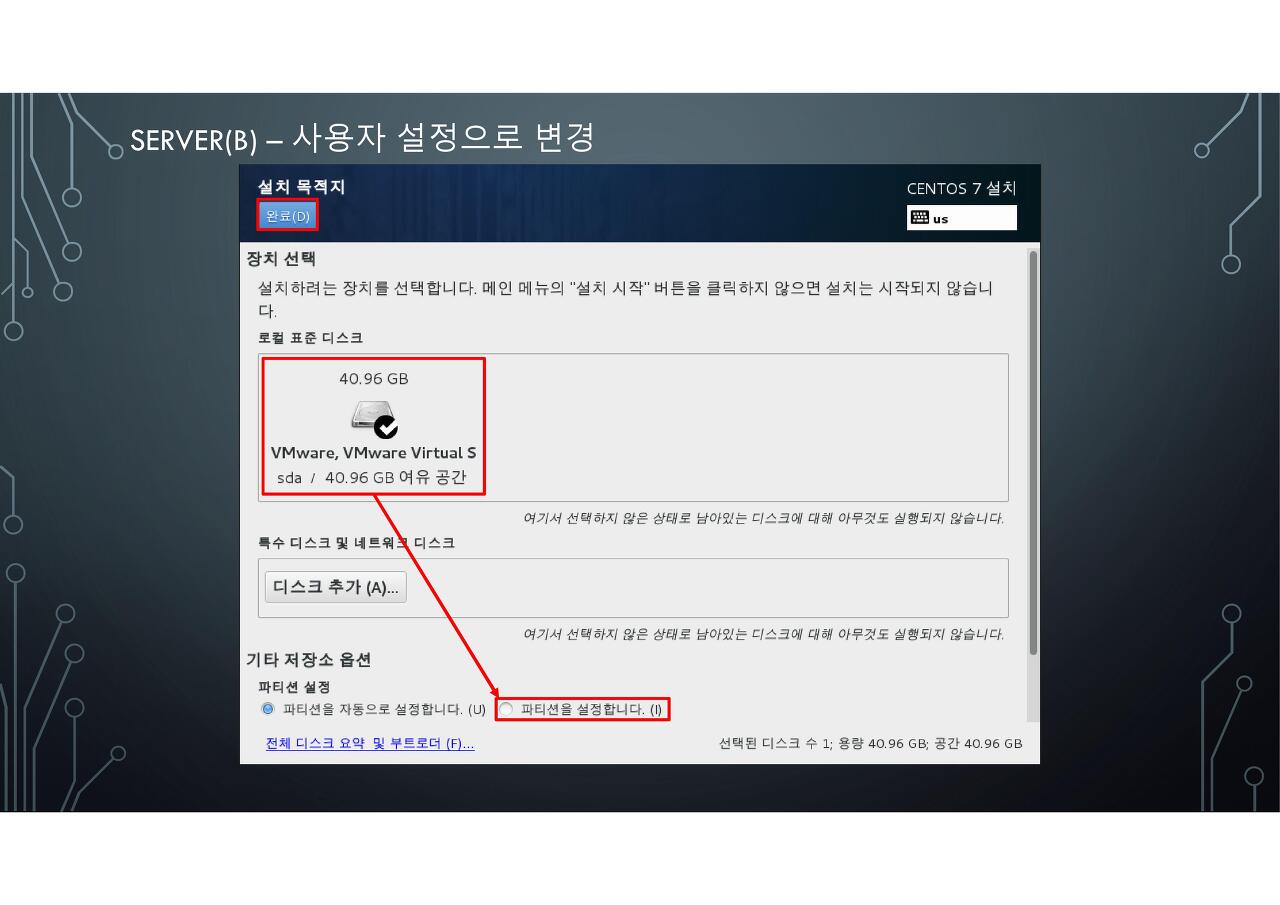 SERVER(B) – 사용자 설정으로 변경
설치 목적지
CENTOS 7 설치
완료(D)
us
장치 선택
설치하려는 장치를 선택합니다. 메인 메뉴의 "설치 시작" 버튼을 클릭하지 않으면 설치는 시작되지 않습니
다.
로컬 표준 디스크
40.96 GB
VMware, VMware Virtual S
sda / 40.96 GB 여유 공간
여기서 선택하지 않은 상태로 남아있는 디스크에 대해 아무것도 실행되지 않습니다.
특수 디스크 및 네트워크 디스크
디스크 추가 (A)...
여기서 선택하지 않은 상태로 남아있는 디스크에 대해 아무것도 실행되지 않습니다.
기타 저장소 옵션
파티션 설정
파티션을 자동으로 설정합니다. (U) 파티션을 설정합니다. (I)
전체 디스크 요약 및 부트로더 (F)... 선택된 디스크 수 1; 용량 40.96 GB; 공간 40.96 GB